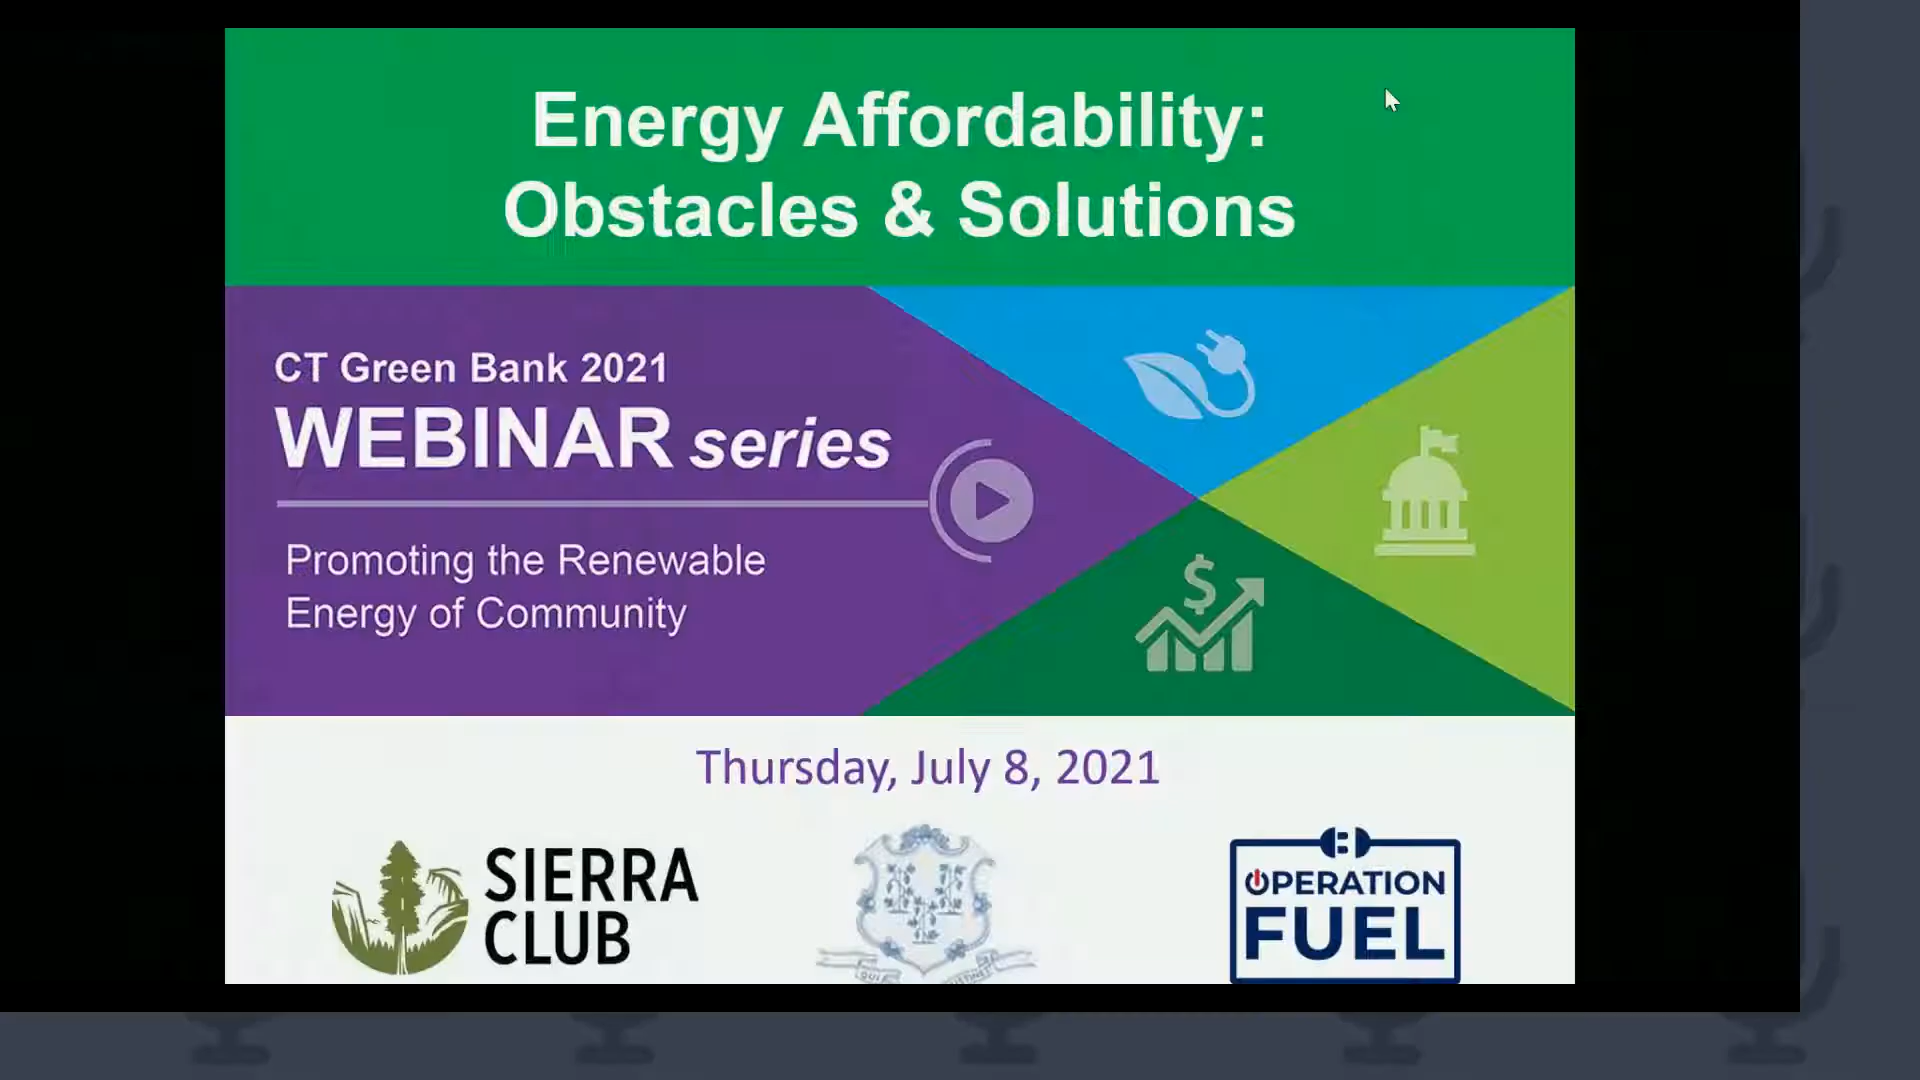 Energy Affordability:
Obstacles & Solutions
CT Green Bank 2021
WEBINAR series
Promoting the Renewable
Energy of Community
Thursday, July 8, 2021
SIERRA
CLUB
OPERATION
FUEL